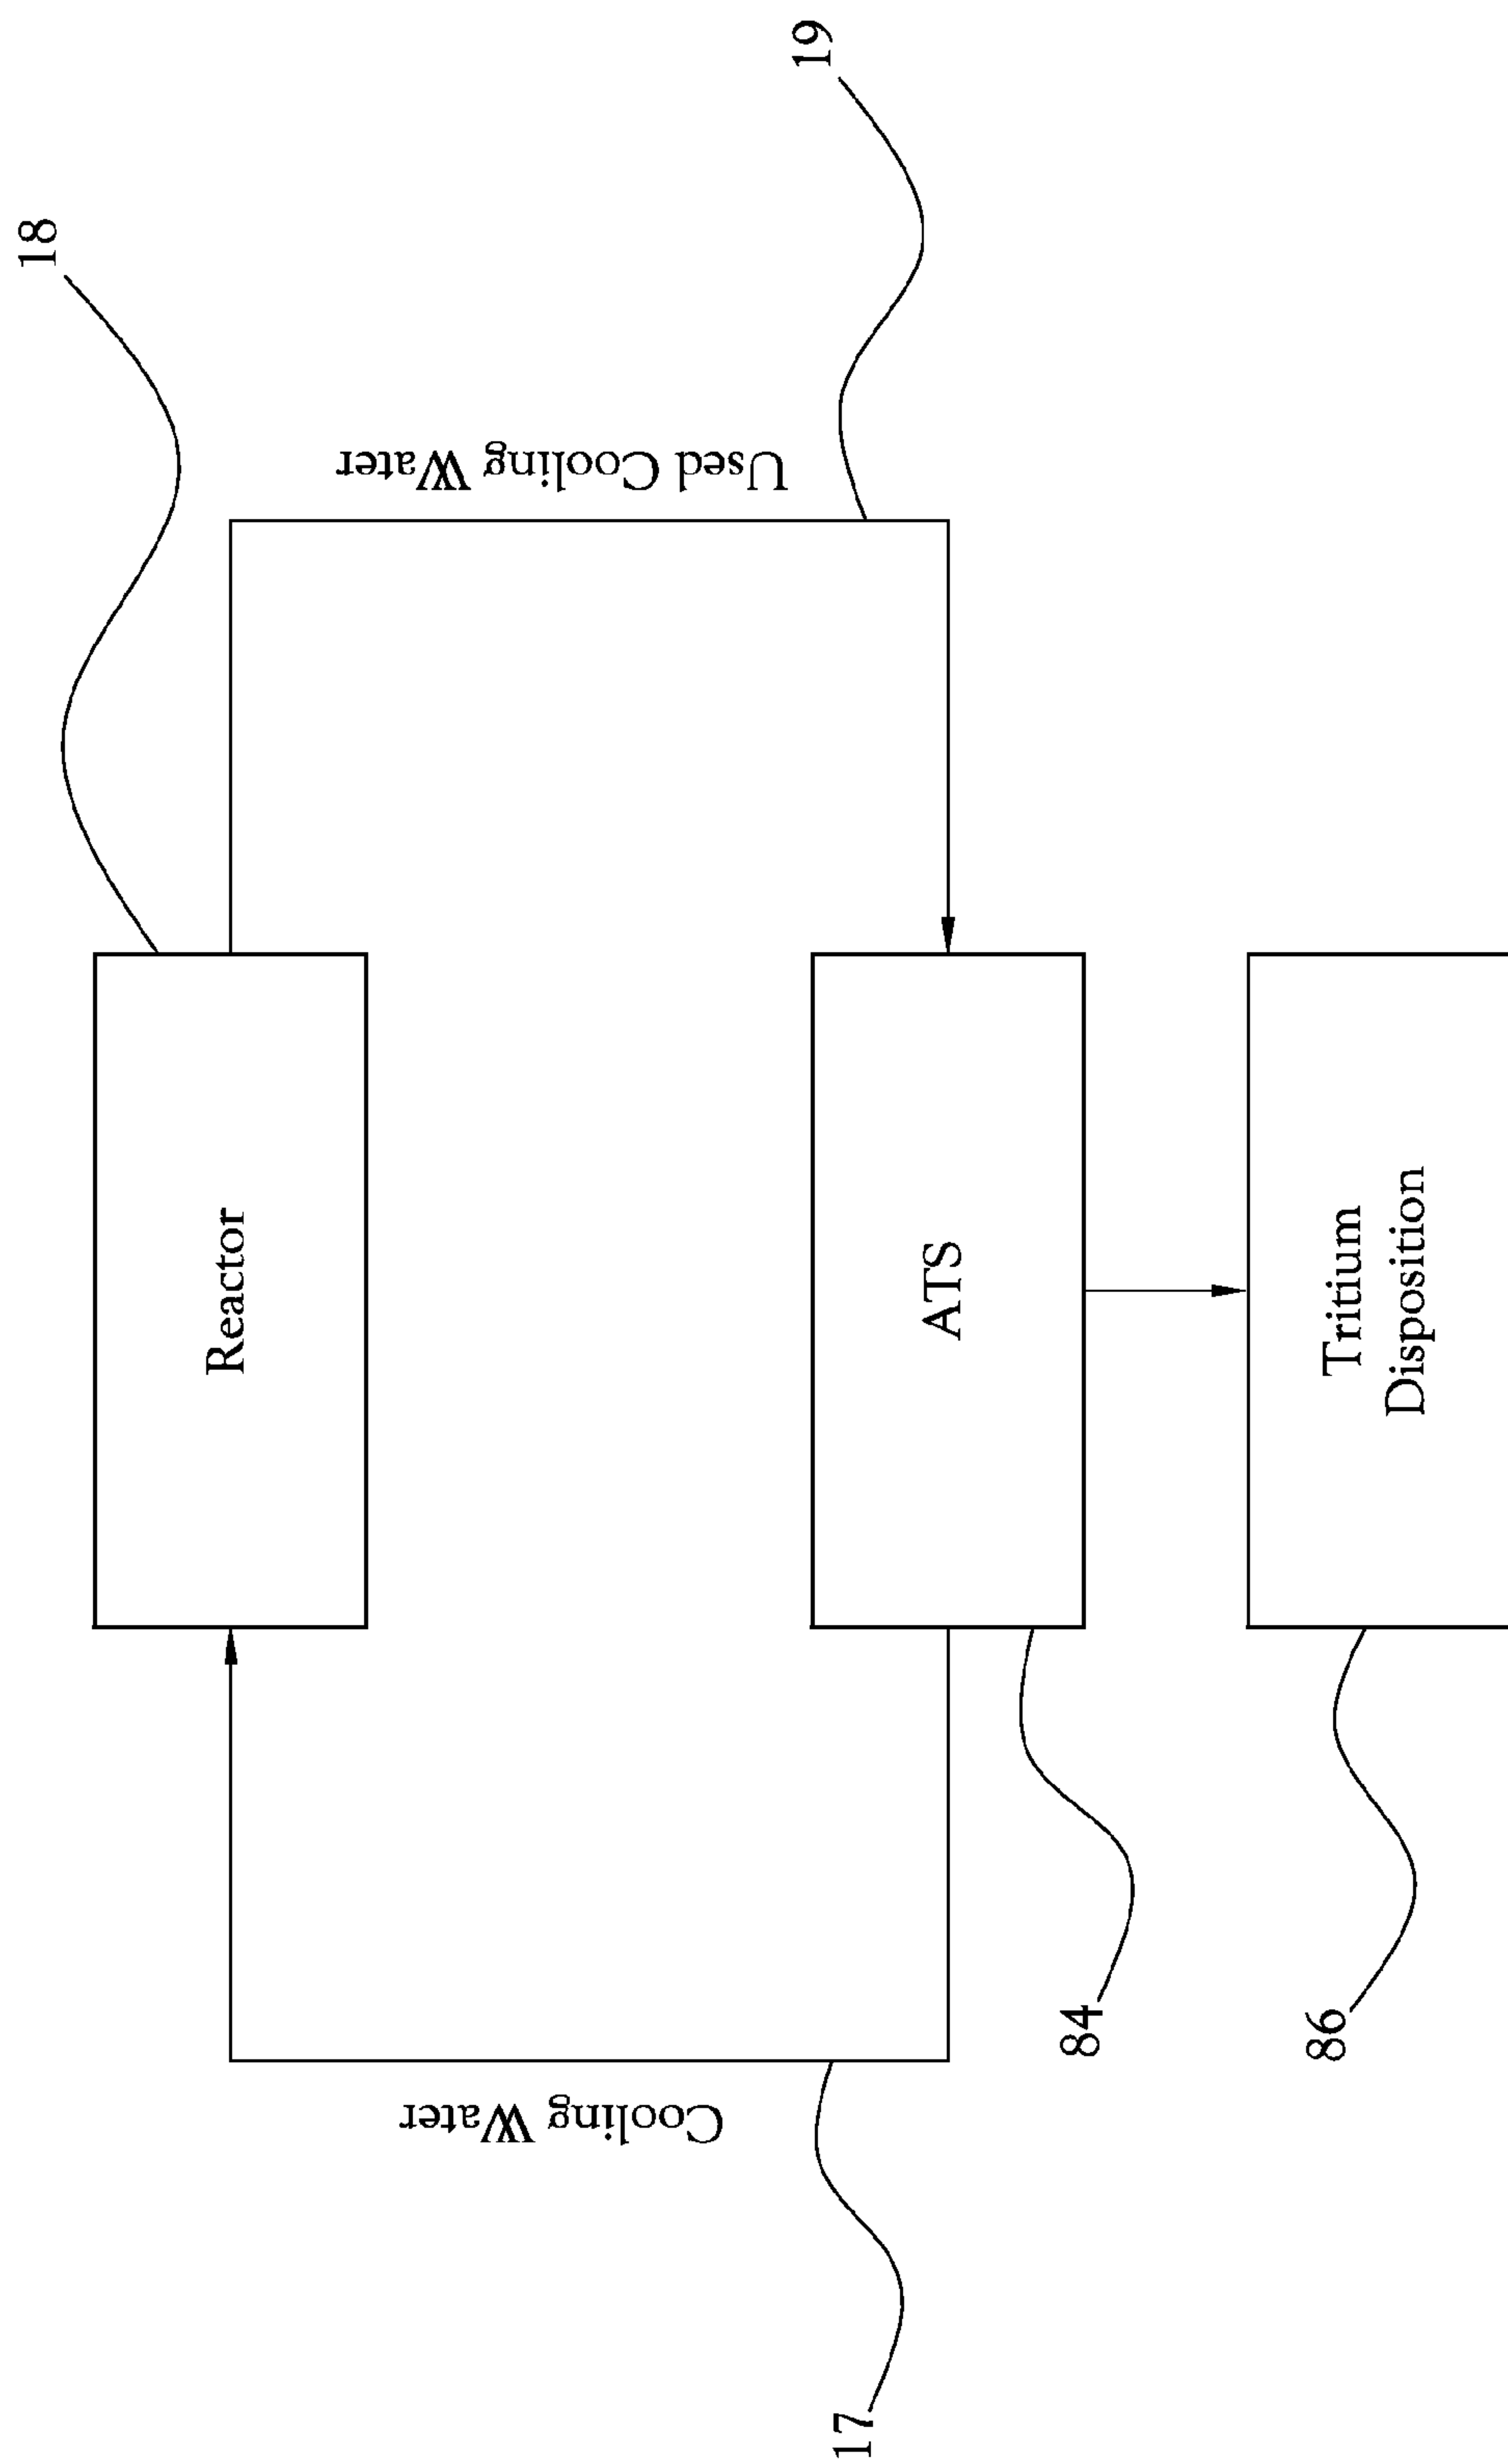 18
19
Reactor
Used Cooling Water
ATS
Tritium
Disposition
Cooling Water
84
86
17